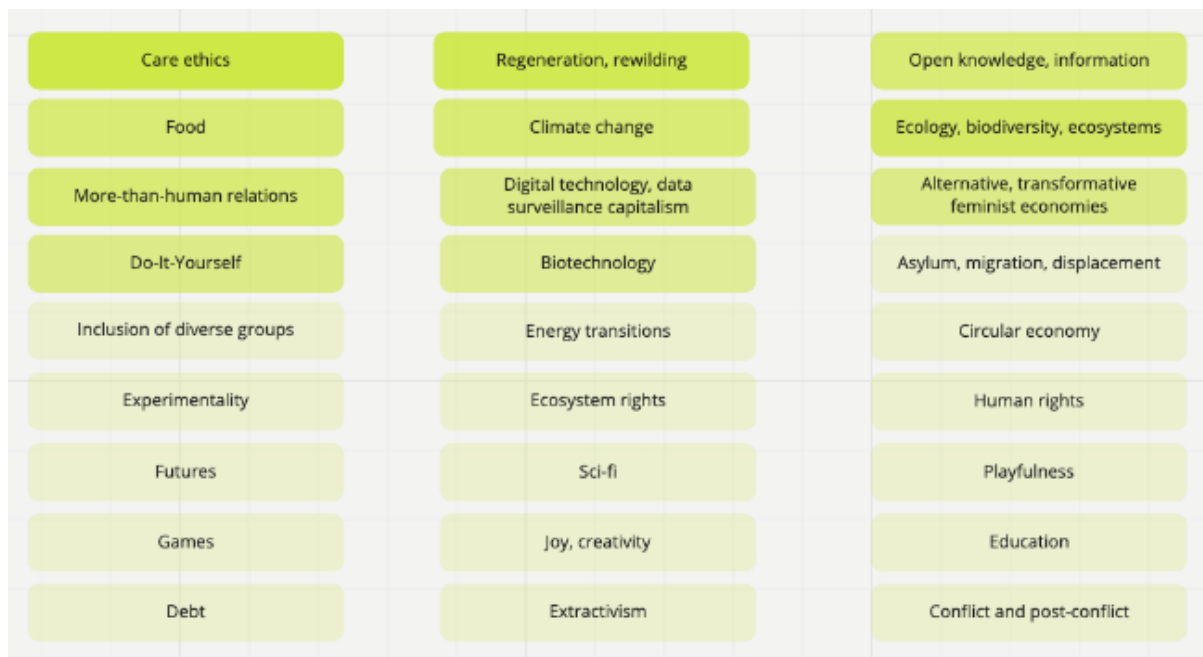 Care ethics
Regeneration, rewilding
Open knowledge, information
Food
Climate change
Ecology, biodiversity, ecosystems
More-than-human relations
Digital technology, data
surveillance capitalism
Alternative, transformative
feminist economies
Do-It-Yourself
Biotechnology
Asylum, migration, displacement
Inclusion of diverse groups
Energy transitions
Circular economy
Experimentality
Ecosystem rights
Human rights
Futures
Sci-fi
Playfulness
Games
Joy, creativity
Education
Debt
Extractivism
Conflict and post-conflict